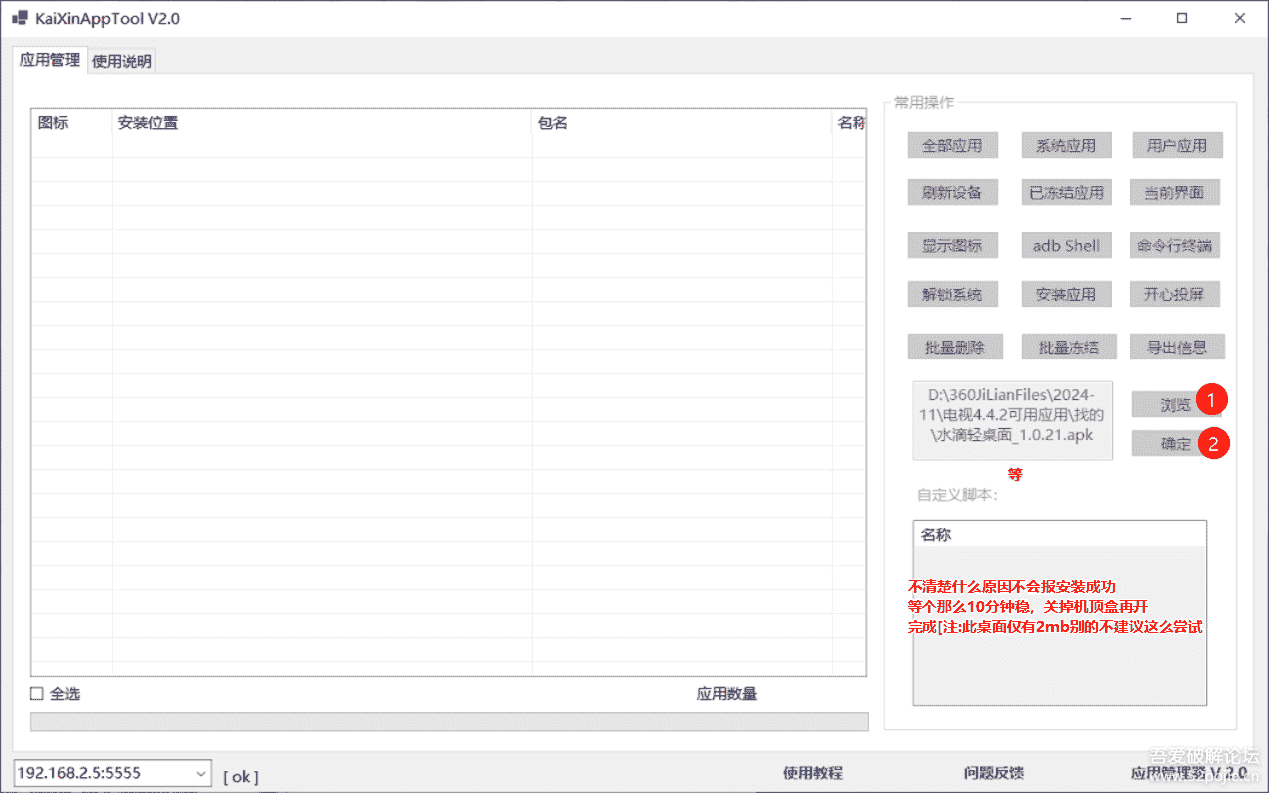 KaiXinAppTool V2.0
应用管理 使用说明
图标 安装位置 包名 名称
常用操作
全部应用 系统应用 用户应用
刷新设备 已冻结应用 当前界面
显示图标 adb Shell 命令行终端
解锁系统 安装应用 开心投屏
批量删除 批量冻结 导出信息
D:\360JiLianFiles\2024-
11\电视4.4.2可用应用\找的
\水滴轻桌面_1.0.21.apk
浏览 1
确定 2
等
自定义脚本:
名称
不清楚什么原因不会报安装成功
等个那么10分钟稳，关掉机顶盒再开
完成[注:此桌面仅有2mb别的不建议这么尝试
全选 应用数量
192.168.2.5:5555 [ ok ] 使用教程 问题反馈 应用管理器 V 2.0
吾爱破解论坛